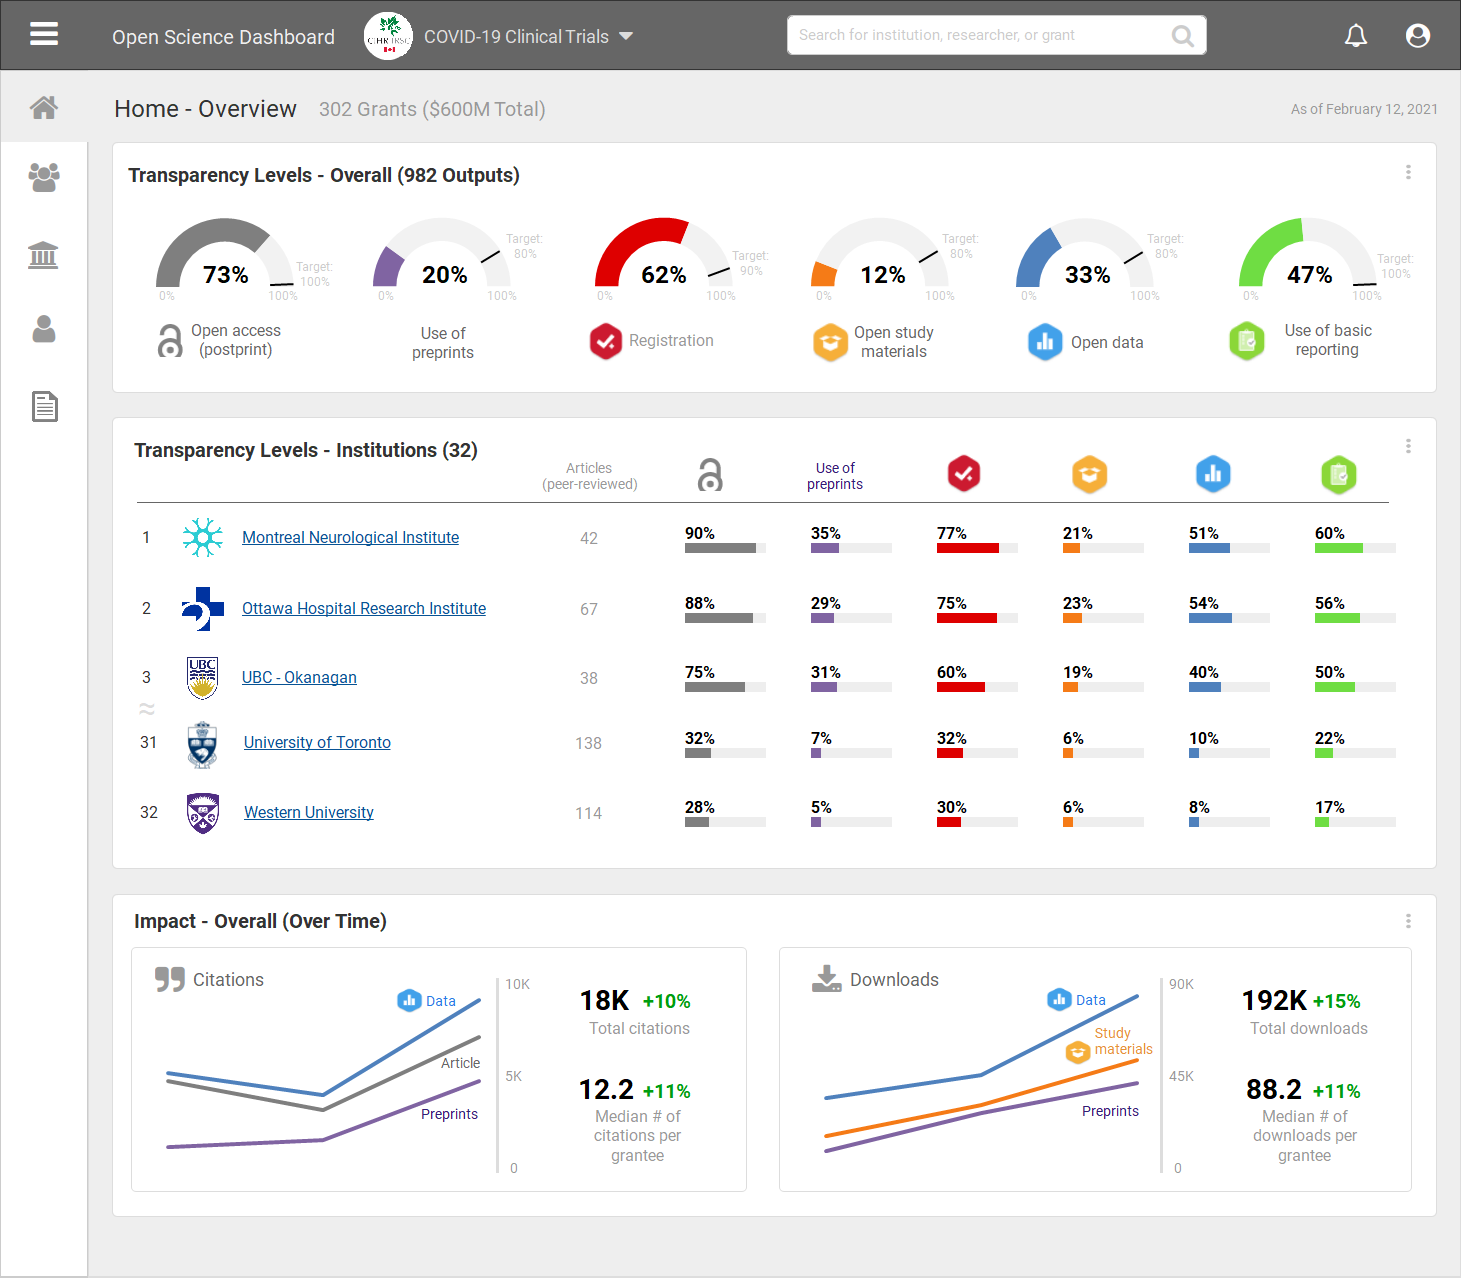 Open Science Dashboard
CIHR IRSC
COVID-19 Clinical Trials
Search for institution, researcher, or grant
Home - Overview
302 Grants ($600M Total)
As of February 12, 2021
Transparency Levels - Overall (982 Outputs)
73%
0%
100%
Target:
100%
Open access
(postprint)
20%
0%
100%
Target:
80%
Use of
preprints
62%
0%
100%
Target:
90%
Registration
12%
0%
100%
Target:
80%
Open study
materials
33%
0%
100%
Target:
80%
Open data
47%
0%
100%
Target:
100%
Use of basic
reporting
Transparency Levels - Institutions (32)
Articles
(peer-reviewed)
Use of
preprints
1 Montreal Neurological Institute 42 90% 35% 77% 21% 51% 60%
2 Ottawa Hospital Research Institute 67 88% 29% 75% 23% 54% 56%
3 UBC UBC - Okanagan 38 75% 31% 60% 19% 40% 50%
≈
31 University of Toronto 138 32% 7% 32% 6% 10% 22%
32 Western University 114 28% 5% 30% 6% 8% 17%
Impact - Overall (Over Time)
Citations
Data
Article
Preprints
10K
5K
0
18K +10%
Total citations
12.2 +11%
Median # of
citations per
grantee
Downloads
Data
Study
materials
Preprints
90K
45K
0
192K +15%
Total downloads
88.2 +11%
Median # of
downloads per
grantee